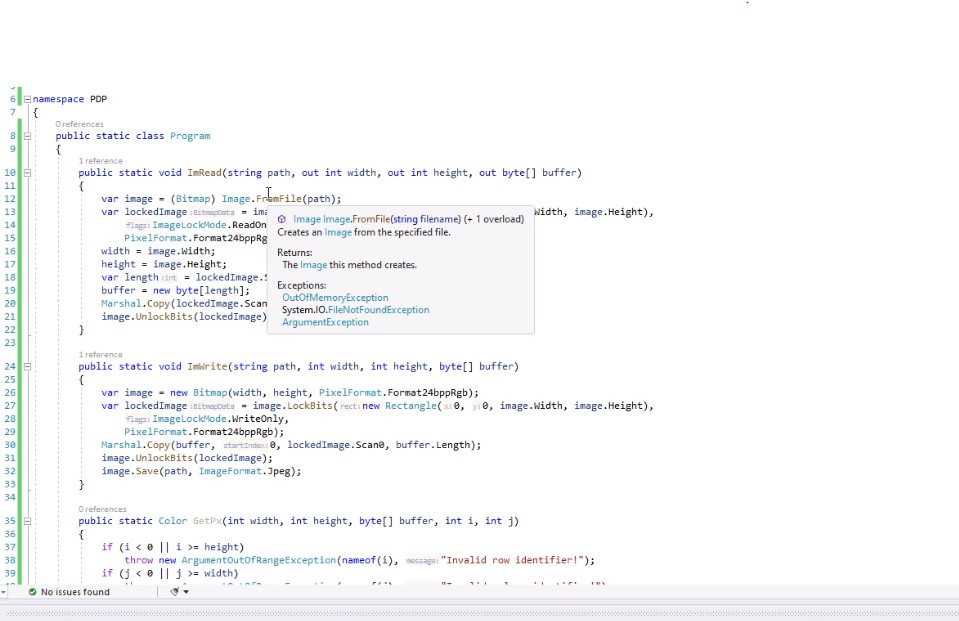 5
6 namespace PDP
7 {
0 references
8 public static class Program
9 {
1 reference
10 public static void ImRead(string path, out int width, out int height, out byte[] buffer)
11 {
12 var image = (Bitmap) Image.FromFile(path);
13 var lockedImage :BitmapData = ima Width, image.Height),
14 flags: ImageLockMode.ReadOn
15 PixelFormat.Format24bppRg
16 width = image.Width;
17 height = image.Height;
18 var length :int = lockedImage.S
19 buffer = new byte[length];
20 Marshal.Copy(lockedImage.Scan
21 image.UnlockBits(lockedImage)
22 }
23
Image Image.FromFile(string filename) (+ 1 overload)
Creates an Image from the specified file.
Returns:
The Image this method creates.
Exceptions:
OutOfMemoryException
System.IO.FileNotFoundException
ArgumentException
1 reference
24 public static void ImWrite(string path, int width, int height, byte[] buffer)
25 {
26 var image = new Bitmap(width, height, PixelFormat.Format24bppRgb);
27 var lockedImage :BitmapData = image.LockBits( rect: new Rectangle( x: 0, y: 0, image.Width, image.Height),
28 flags: ImageLockMode.WriteOnly,
29 PixelFormat.Format24bppRgb);
30 Marshal.Copy(buffer, startIndex: 0, lockedImage.Scan0, buffer.Length);
31 image.UnlockBits(lockedImage);
32 image.Save(path, ImageFormat.Jpeg);
33 }
34
0 references
35 public static Color GetPx(int width, int height, byte[] buffer, int i, int j)
36 {
37 if (i < 0 || i >= height)
38 throw new ArgumentOutOfRangeException(nameof(i), message: "Invalid row identifier!");
39 if (j < 0 || j >= width)
No issues found